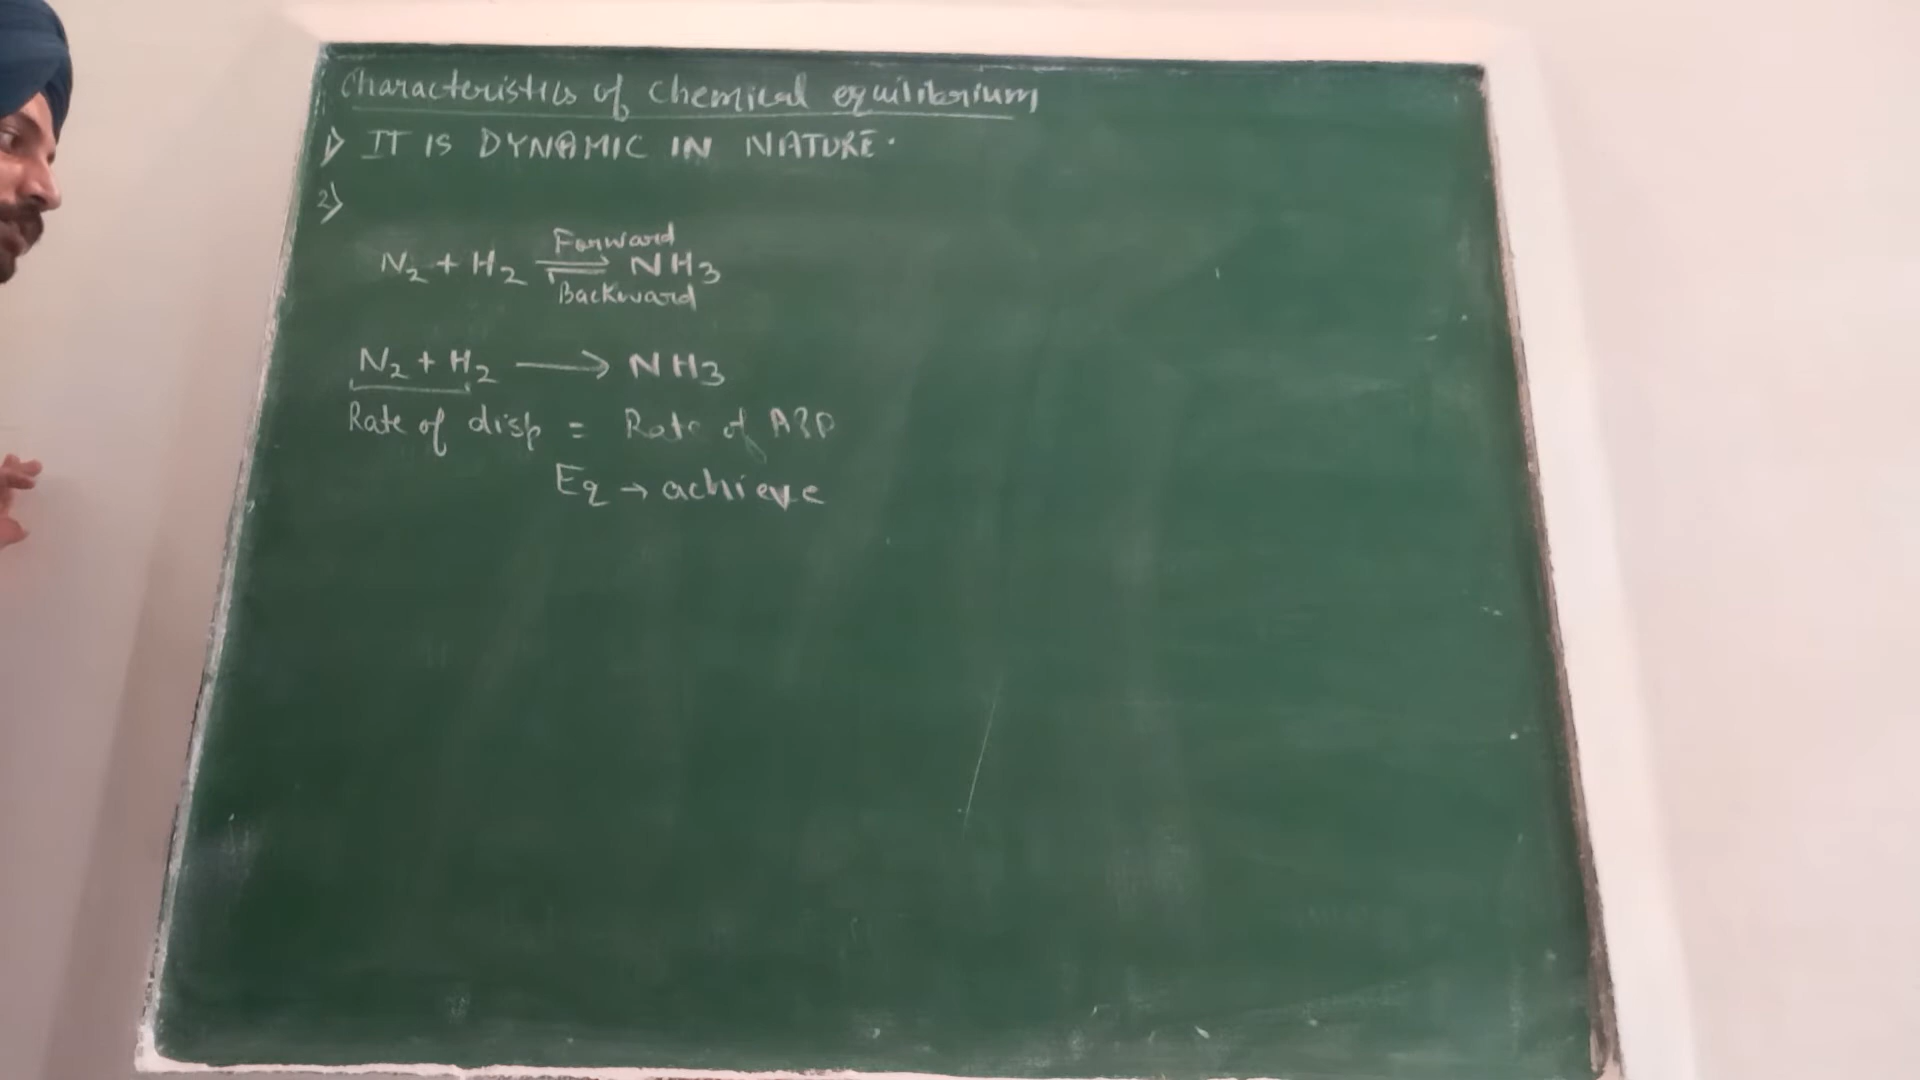 Characteristics of chemical equilibrium
1) IT IS DYNAMIC IN NATURE.
2)
Forward
N₂ + H₂ ⇌ NH₃
Backward
N₂ + H₂ ⟶ NH₃
Rate of disp = Rate of APP
Eq → achieve